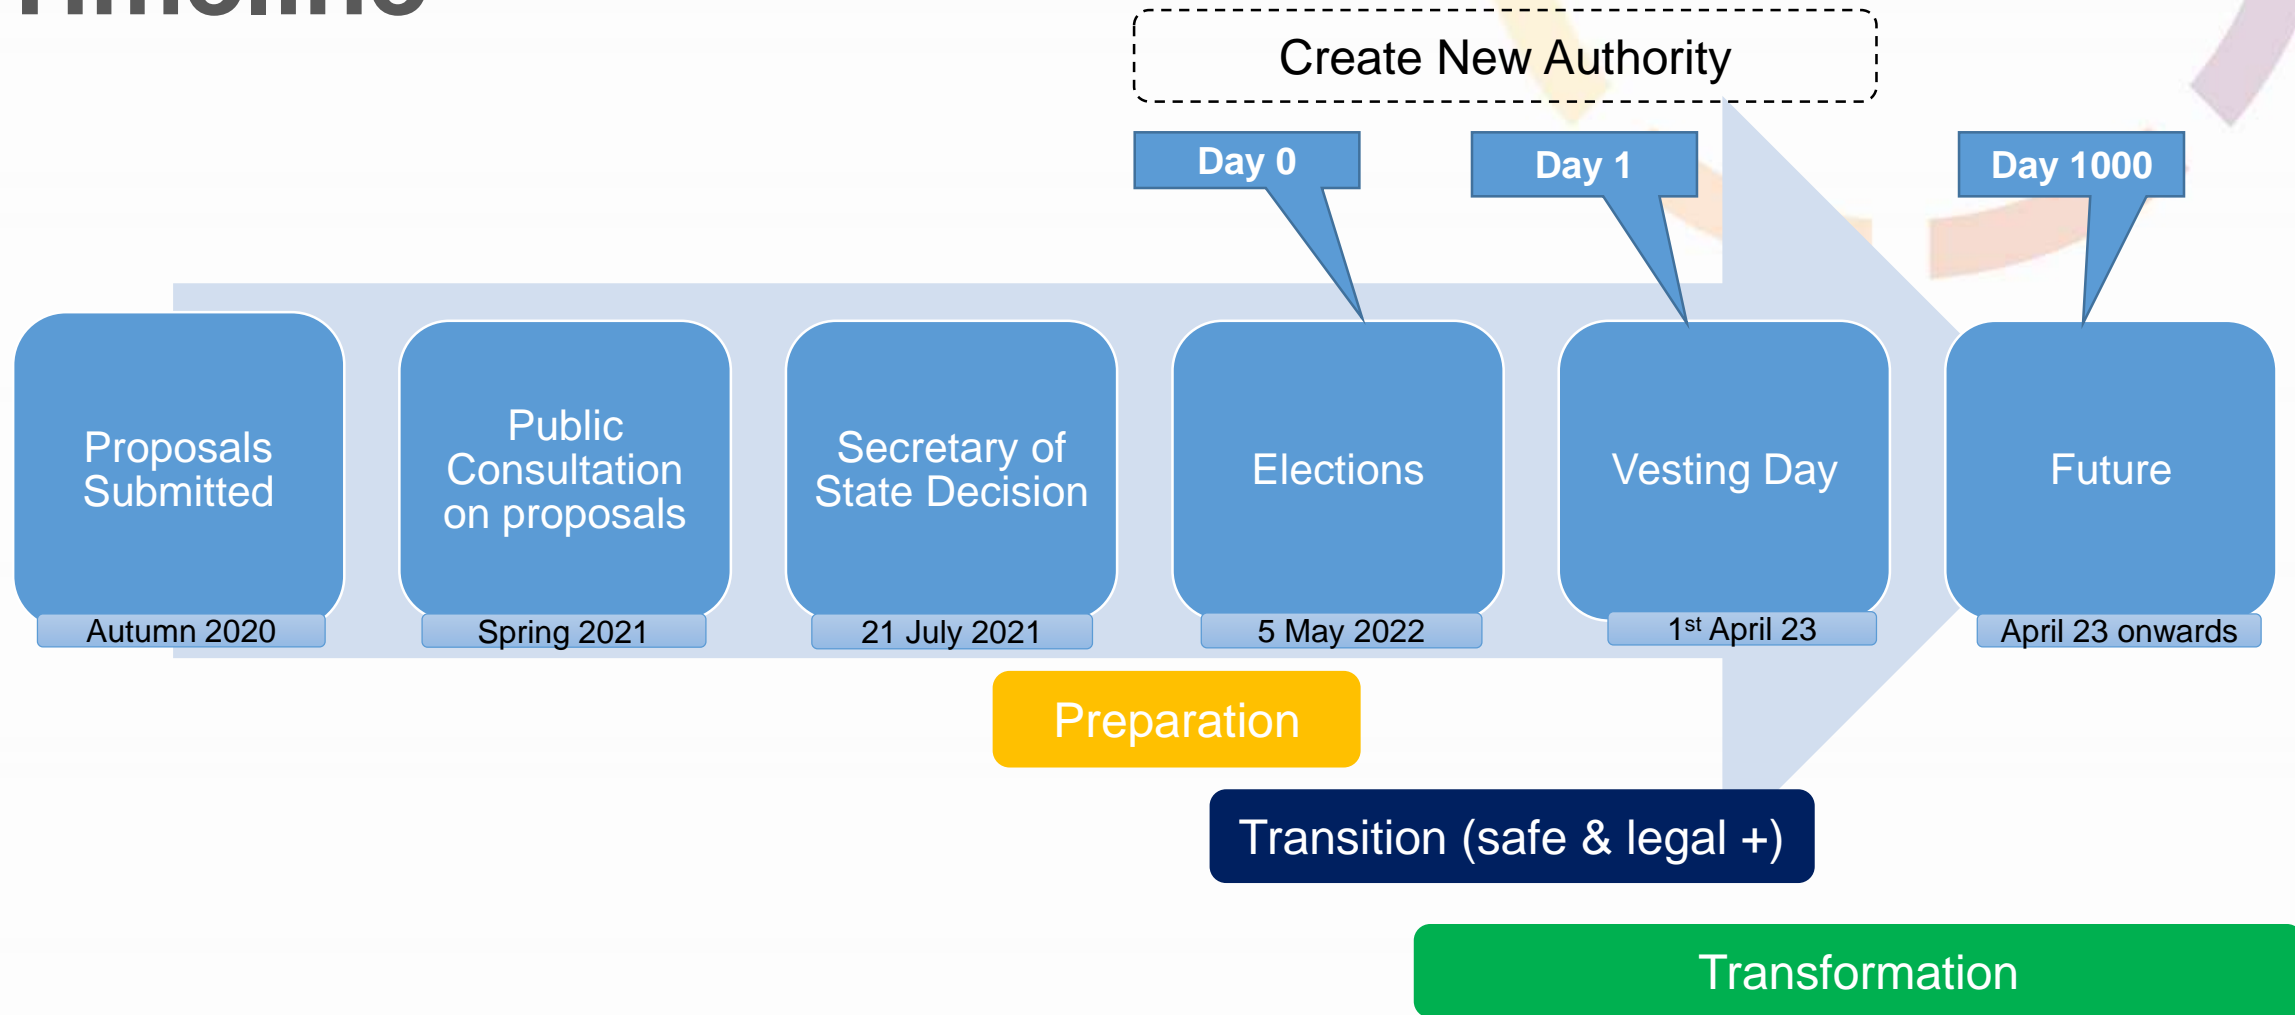 Timeline
Create New Authority
Day 0
Day 1
Day 1000
Proposals
Submitted
Autumn 2020
Public
Consultation
on proposals
Spring 2021
Secretary of
State Decision
21 July 2021
Elections
5 May 2022
Vesting Day
1st April 23
Future
April 23 onwards
Preparation
Transition (safe & legal +)
Transformation